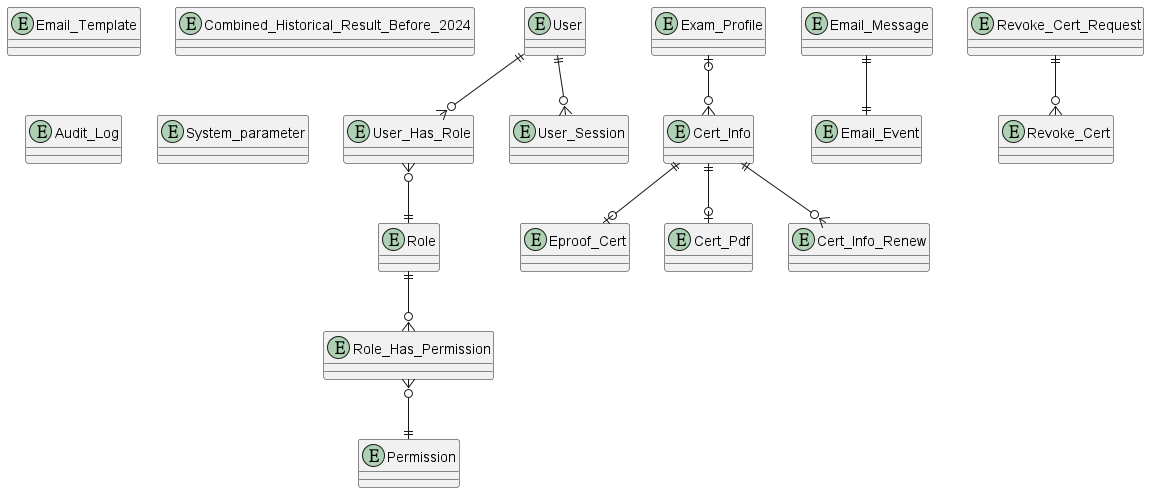 E Email_Template
E Combined_Historical_Result_Before_2024
E User
E Exam_Profile
E Email_Message
E Revoke_Cert_Request
E Audit_Log
E System_parameter
E User_Has_Role
E User_Session
E Cert_Info
E Email_Event
E Revoke_Cert
E Role
E Eproof_Cert
E Cert_Pdf
E Cert_Info_Renew
E Role_Has_Permission
E Permission